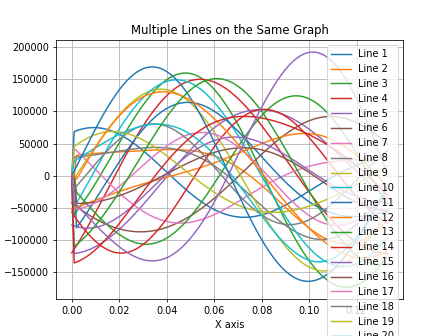 Multiple Lines on the Same Graph
200000
150000
100000
50000
0
−50000
−100000
−150000
0.00
0.02
0.04
0.06
0.08
0.10
X axis
Line 1
Line 2
Line 3
Line 4
Line 5
Line 6
Line 7
Line 8
Line 9
Line 10
Line 11
Line 12
Line 13
Line 14
Line 15
Line 16
Line 17
Line 18
Line 19
Line 20